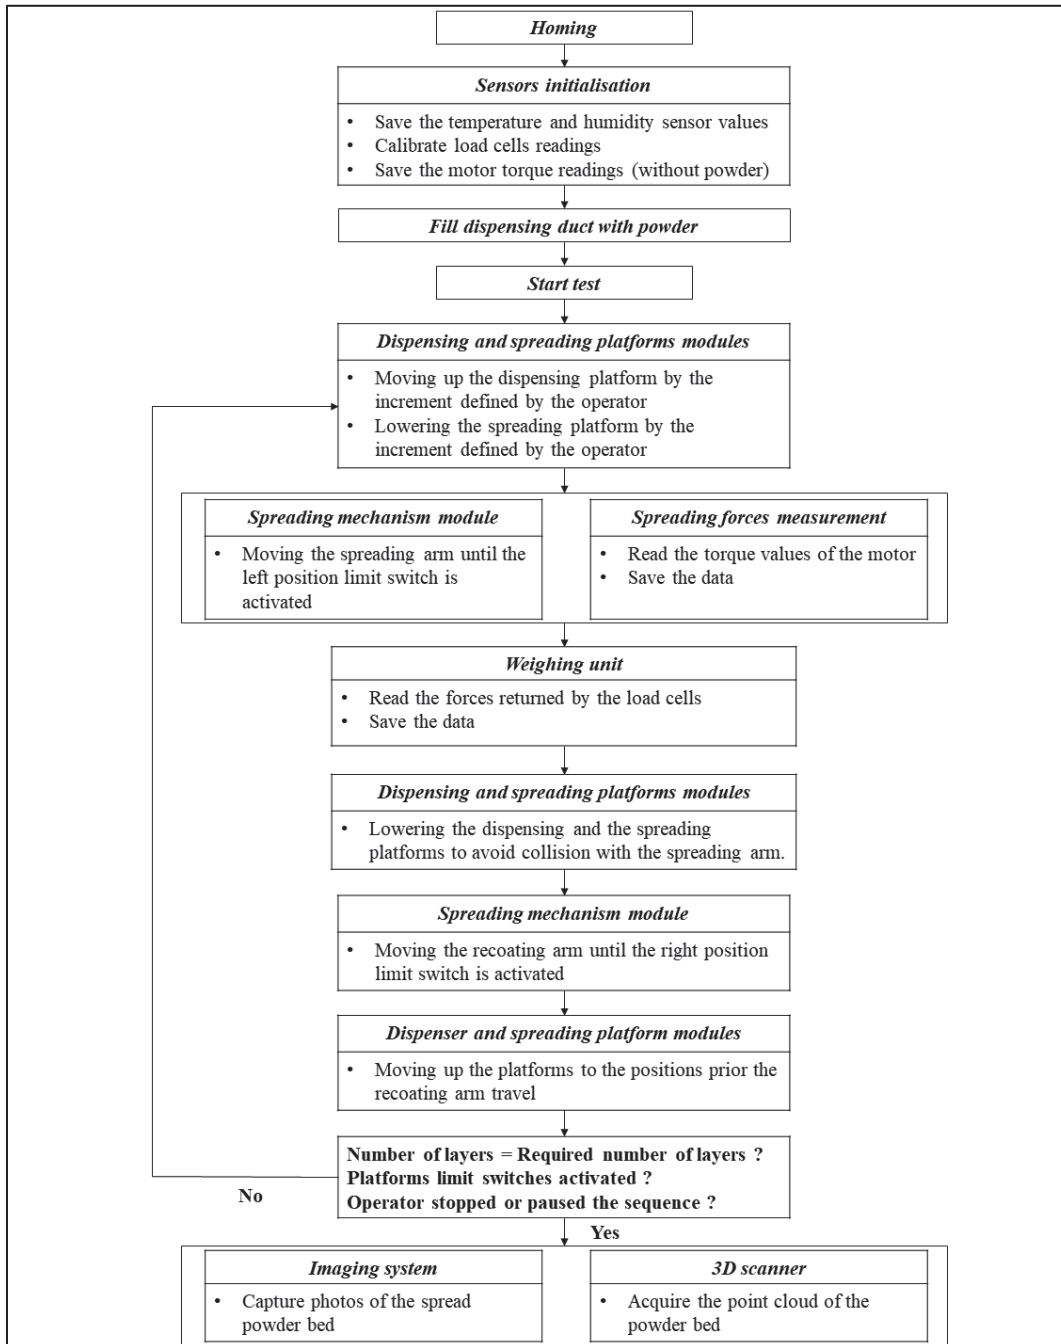 Homing
Sensors initialisation
• Save the temperature and humidity sensor values
• Calibrate load cells readings
• Save the motor torque readings (without powder)
Fill dispensing duct with powder
Start test
Dispensing and spreading platforms modules
• Moving up the dispensing platform by the
increment defined by the operator
• Lowering the spreading platform by the
increment defined by the operator
Spreading mechanism module
• Moving the spreading arm until the
left position limit switch is
activated
Spreading forces measurement
• Read the torque values of the motor
• Save the data
Weighing unit
• Read the forces returned by the load cells
• Save the data
Dispensing and spreading platforms modules
• Lowering the dispensing and the spreading
platforms to avoid collision with the spreading arm.
Spreading mechanism module
• Moving the recoating arm until the right position
limit switch is activated
Dispenser and spreading platform modules
• Moving up the platforms to the positions prior the
recoating arm travel
Number of layers = Required number of layers ?
Platforms limit switches activated ?
Operator stopped or paused the sequence ?
No
Yes
Imaging system
• Capture photos of the spread
powder bed
3D scanner
• Acquire the point cloud of the
powder bed